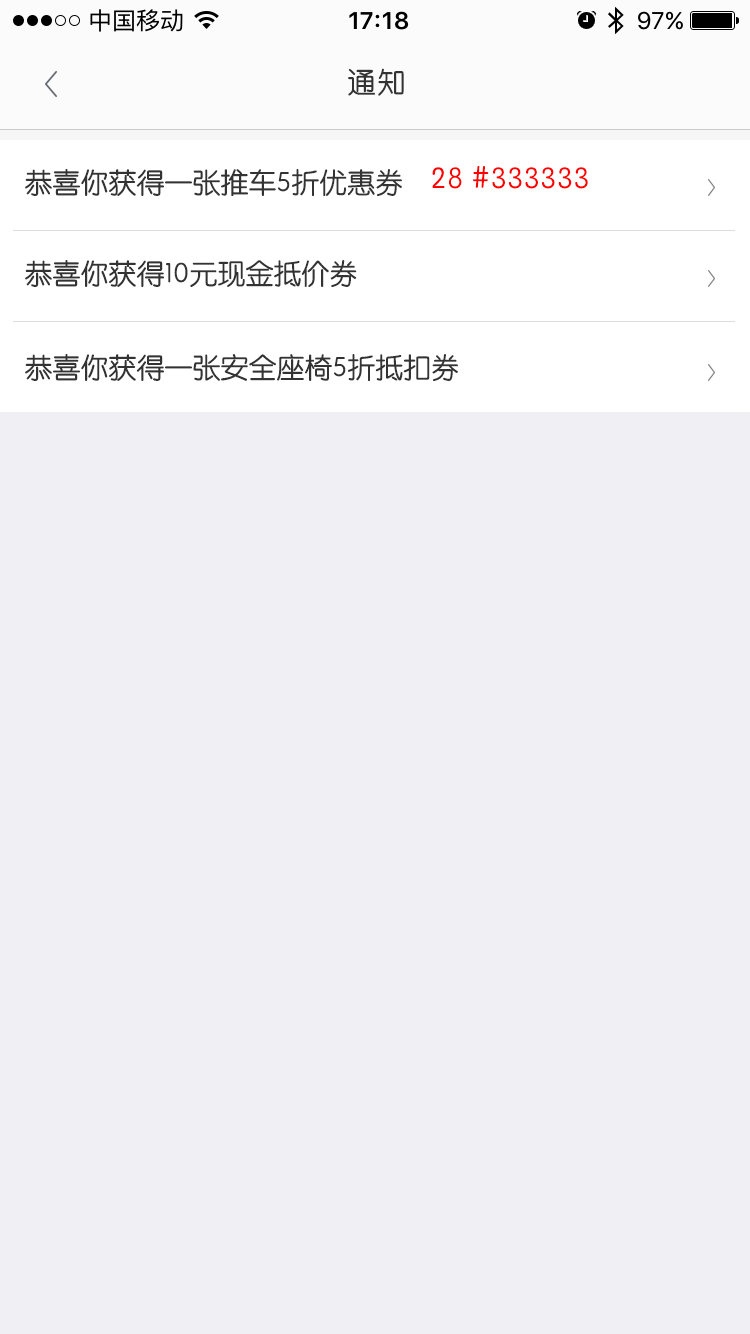 中国移动 17:18 97%
通知
恭喜你获得一张推车5折优惠券 28 #333333
恭喜你获得10元现金抵价券
恭喜你获得一张安全座椅5折抵扣券